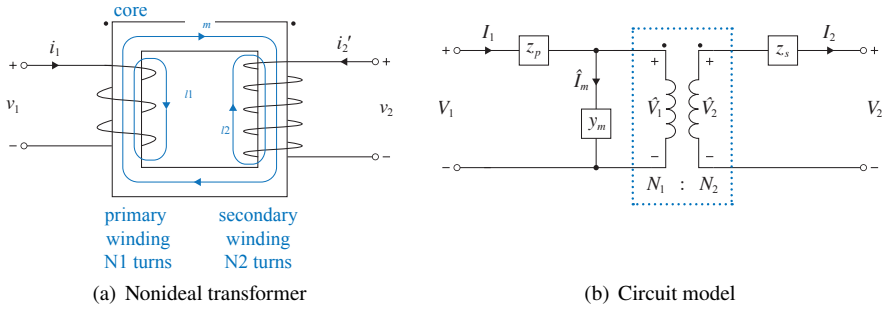 core
m
i₁
i₂'
+
+
l1
l2
v₁
v₂
−
−
primary
winding
N1 turns
secondary
winding
N2 turns
(a) Nonideal transformer
I₁
I₂
+
zₚ
zₛ
+
Îₘ
+
+
V₁
yₘ
V̂₁
V̂₂
V₂
−
−
−
−
N₁ : N₂
(b) Circuit model